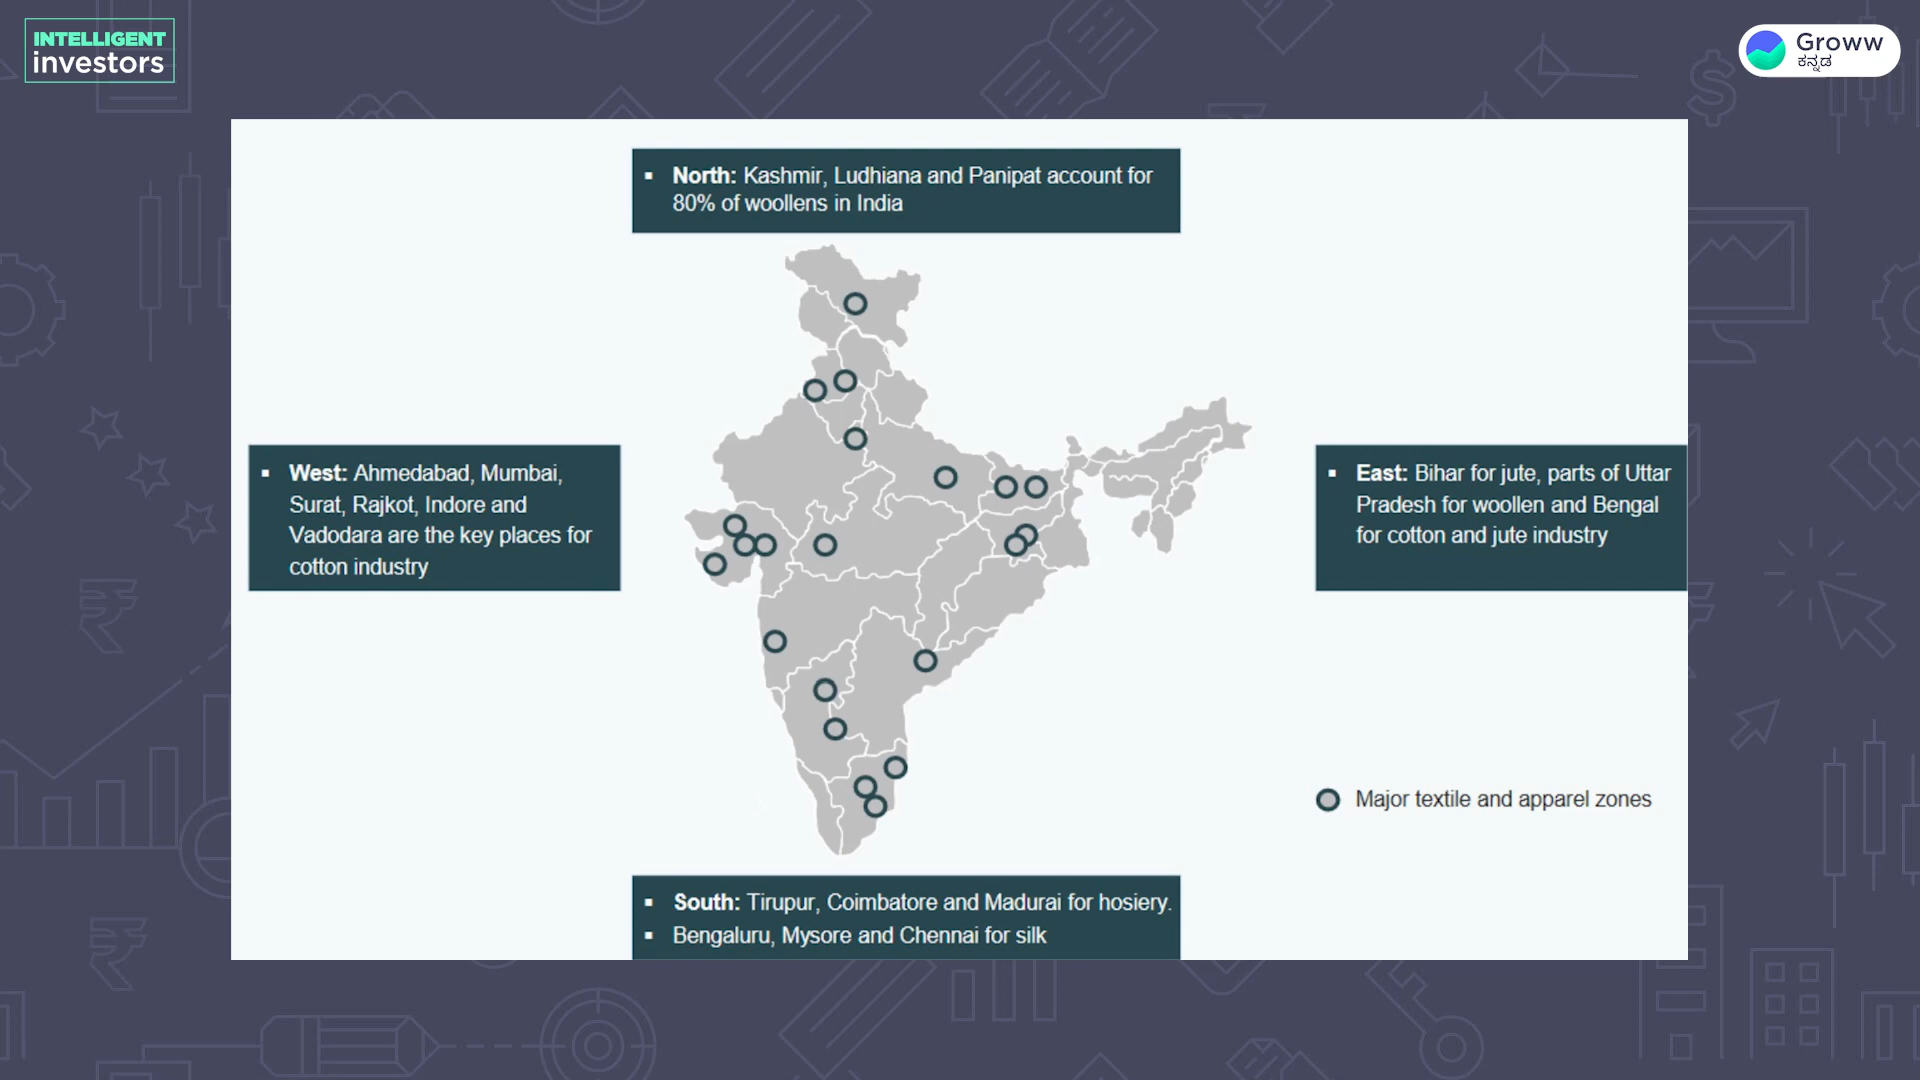 INTELLIGENT
investors
Groww
ಕನ್ನಡ
▪ North: Kashmir, Ludhiana and Panipat account for
80% of woollens in India
▪ West: Ahmedabad, Mumbai,
Surat, Rajkot, Indore and
Vadodara are the key places for
cotton industry
▪ East: Bihar for jute, parts of Uttar
Pradesh for woollen and Bengal
for cotton and jute industry
Major textile and apparel zones
▪ South: Tirupur, Coimbatore and Madurai for hosiery.
▪ Bengaluru, Mysore and Chennai for silk